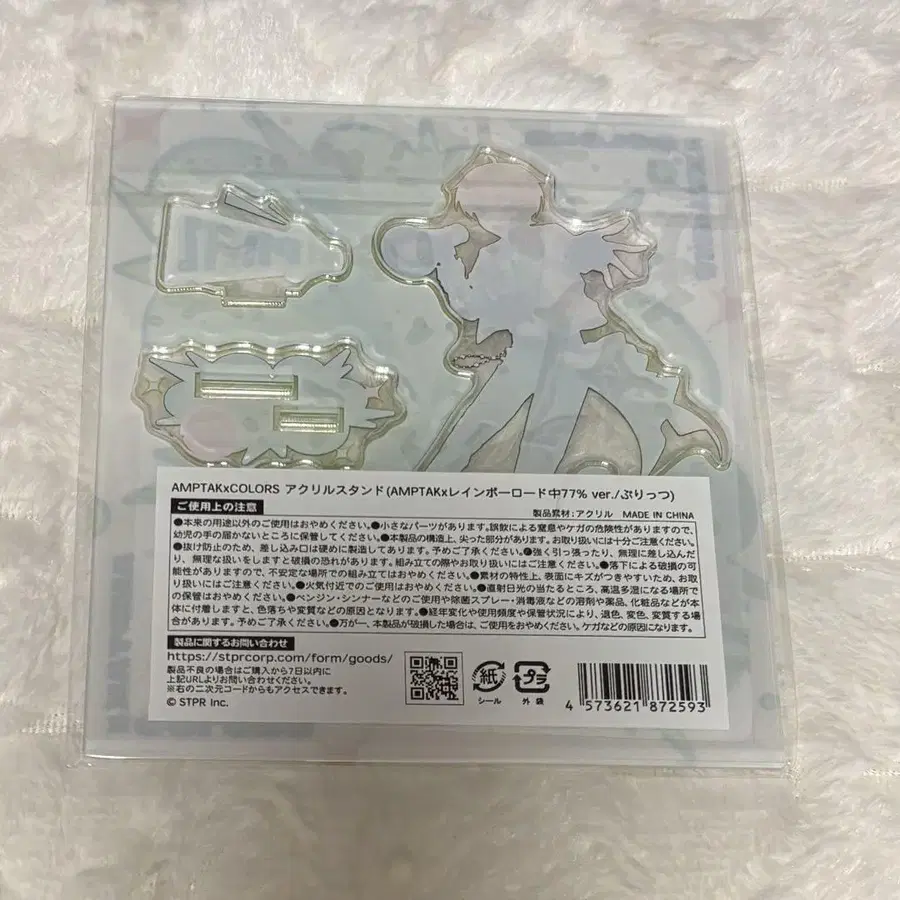 AMPTAKxCOLORS アクリルスタンド(AMPTAKxレインボーロード中77% ver./ぷりっつ)
ご使用上の注意
製品素材：アクリル MADE IN CHINA
●本来の用途以外のご使用はおやめください。●小さなパーツがあります。誤飲による窒息やケガの危険性がありますので、
幼児の手の届かないところに保管してください。●本製品の構造上、尖った部分があります。お取り扱いには十分ご注意ください。
●抜け防止のため、差し込み口は硬めに製造してあります。予めご了承ください。●強く引っ張ったり、無理に差し込んだ
り、無理な扱いをしますと破損の恐れがあります。組み立ての際やお取り扱いにはご注意ください。●落下による破損の可
能性がありますので、不安定な場所での組み立てはおやめください。●素材の特性上、表面にキズがつきやすいため、お取
り扱いにはご注意ください。●火気付近でのご使用はおやめください。●直射日光の当たるところ、高温多湿になる場所で
の保管はおやめください。●ベンジン・シンナーなどのご使用や除菌スプレー・消毒液などの溶剤や薬品、化粧品などが本
体に付着しますと、色落ちや変質などの原因となります。●経年変化や使用頻度や保管状況により、退色、変色、変質する場
合があります。予めご了承ください。●万が一、本製品が破損した場合は、ご使用をおやめください。ケガなどの原因になります。
製品に関するお問い合わせ
https://stprcorp.com/form/goods/
製品不良の場合はご購入から7日以内に
上記URLよりお問い合わせください。
※右の二次元コードからもアクセスできます。
© STPR Inc.
紙
シール
プラ
外 袋
4 573621 872593